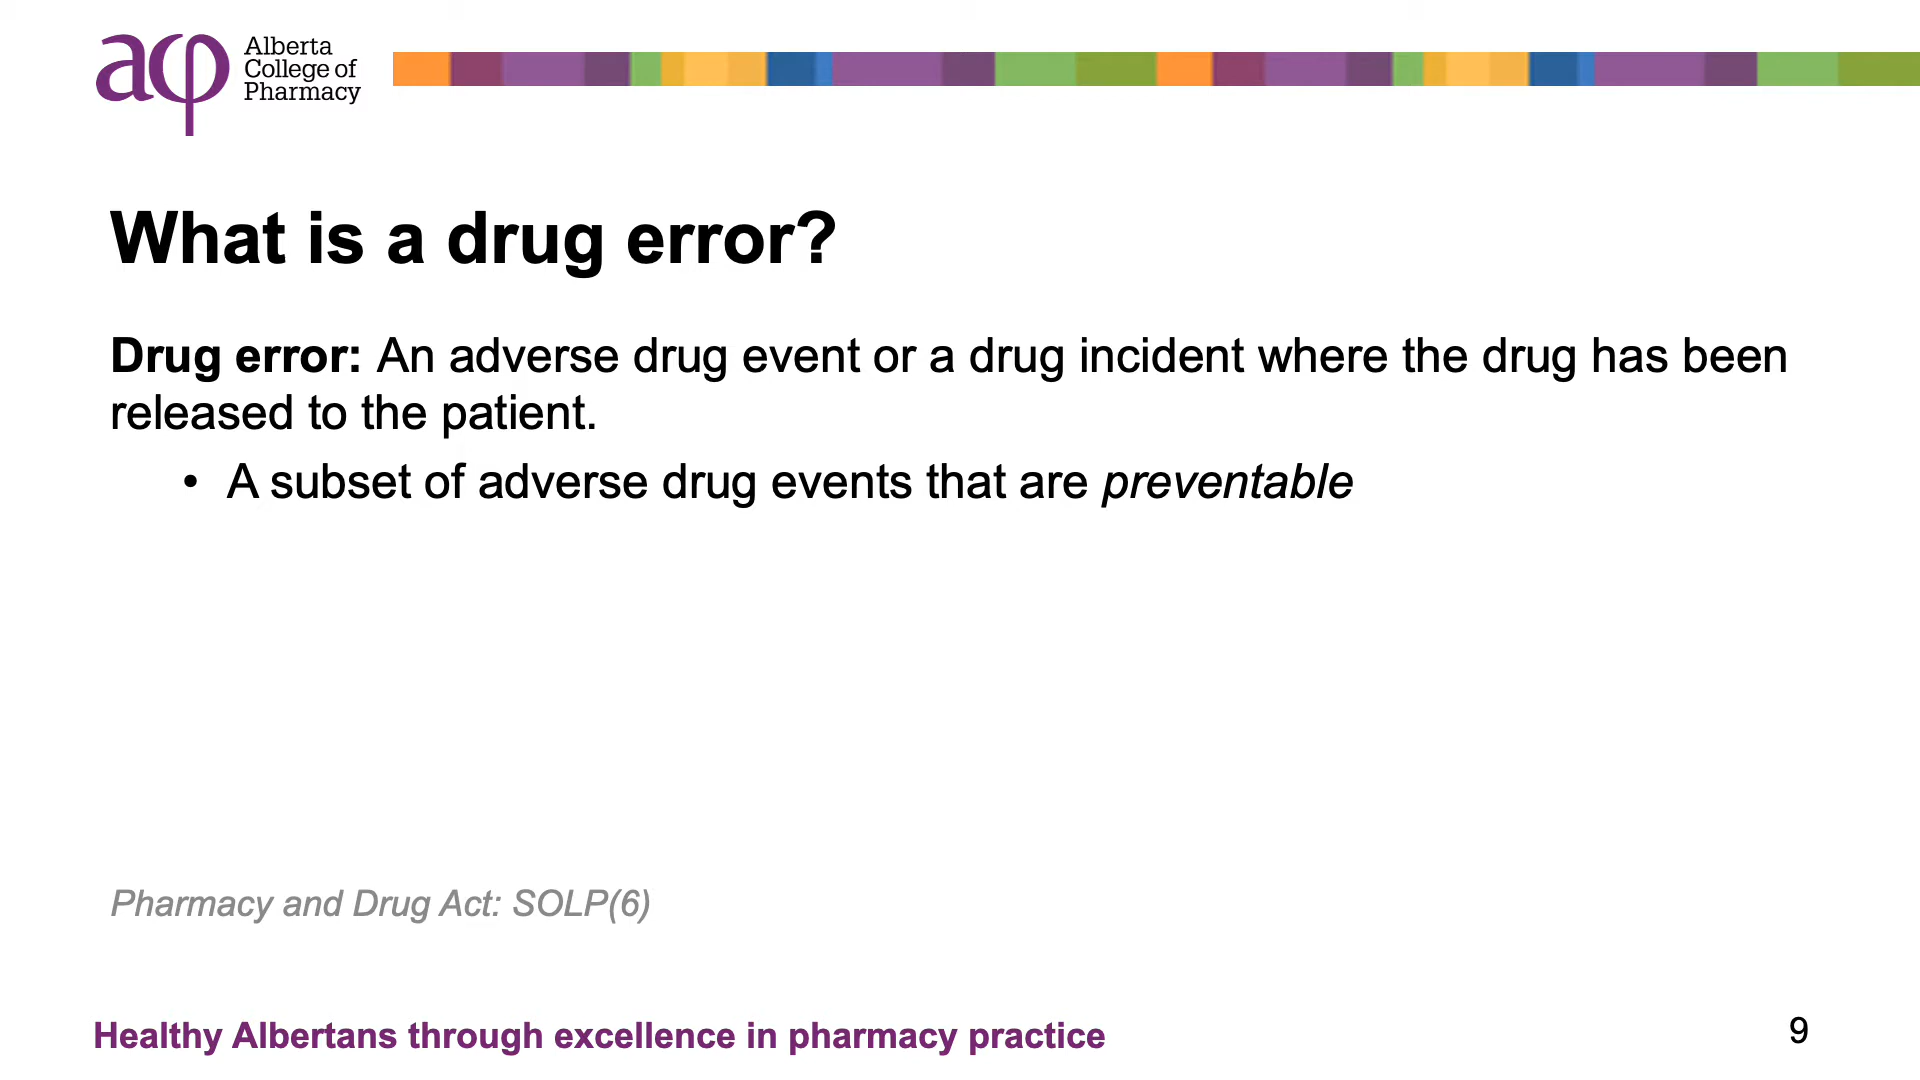 aφ
Alberta
College of
Pharmacy
What is a drug error?
Drug error: An adverse drug event or a drug incident where the drug has been
released to the patient.
• A subset of adverse drug events that are preventable
Pharmacy and Drug Act: SOLP(6)
Healthy Albertans through excellence in pharmacy practice
9